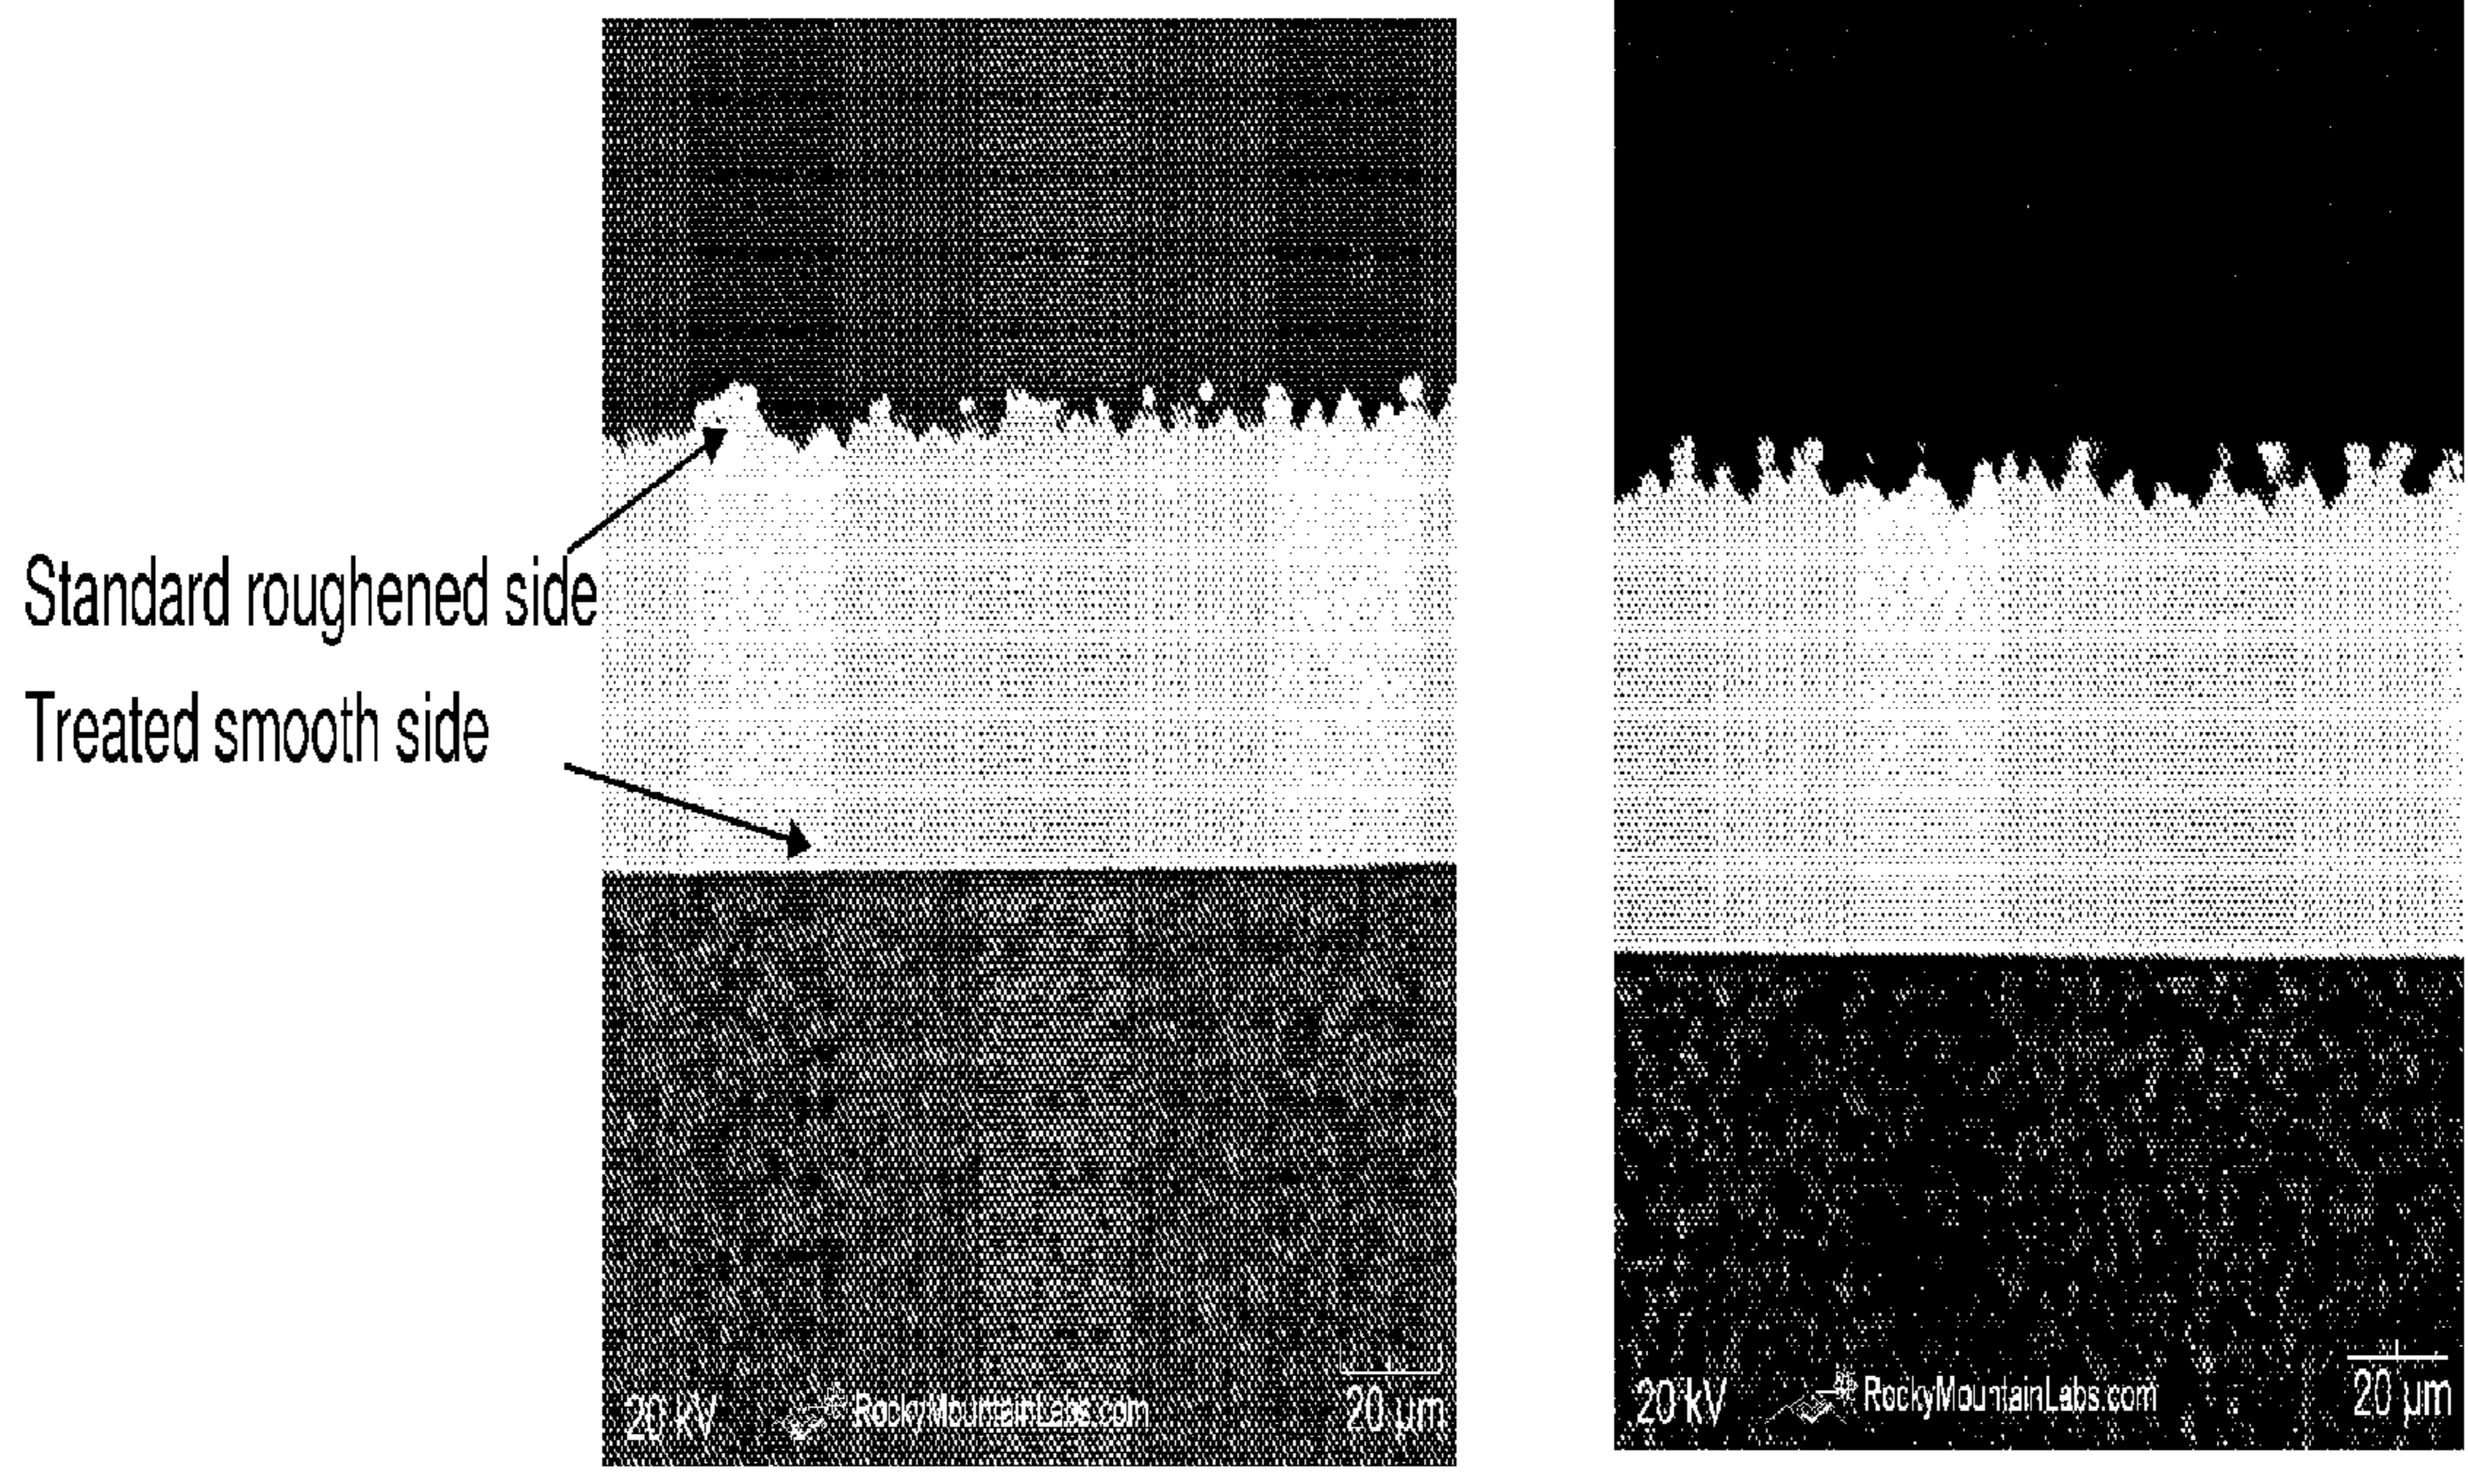 Standard roughened side
Treated smooth side
20 kV
RockyMountainLabs.com
20 µm
20 kV
RockyMountainLabs.com
20 µm